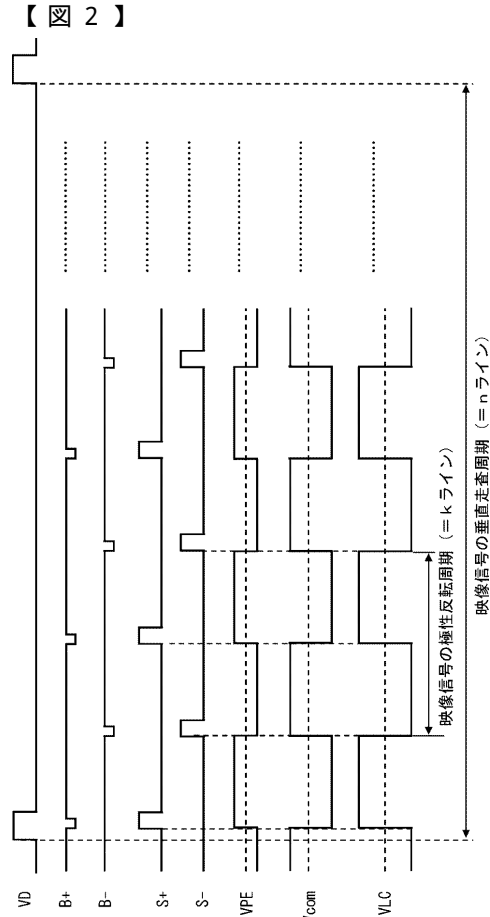 【図2】
VD
B+
B-
S+
S-
VPE
Vcom
VLC
映像信号の極性反転周期（=kライン）
映像信号の垂直走査周期（=nライン）